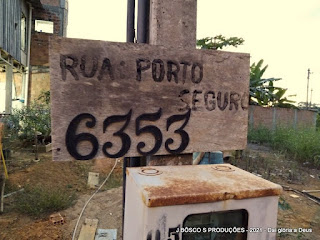 RUA PORTO
SEGURO
6353
J BOSCO S PRODUÇÕES - 2021 - Dai glória a Deus